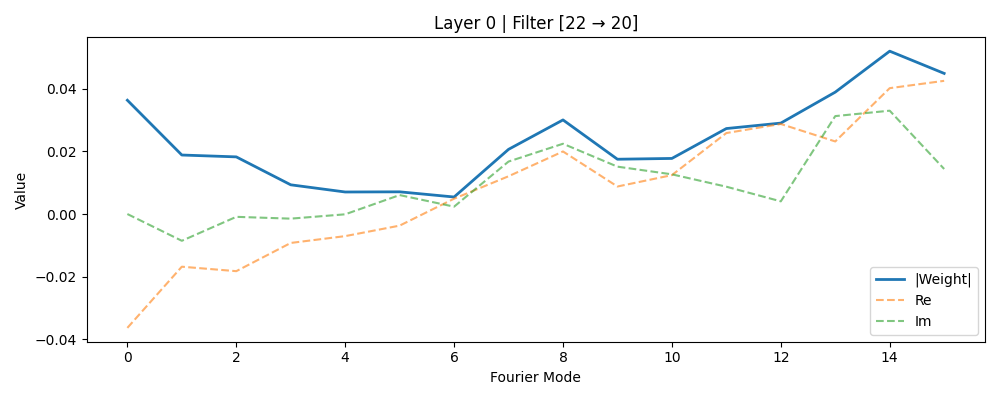 Layer 0 | Filter [22 → 20]
Value
0.04
0.02
0.00
−0.02
−0.04
0 2 4 6 8 10 12 14
Fourier Mode
|Weight|
Re
Im